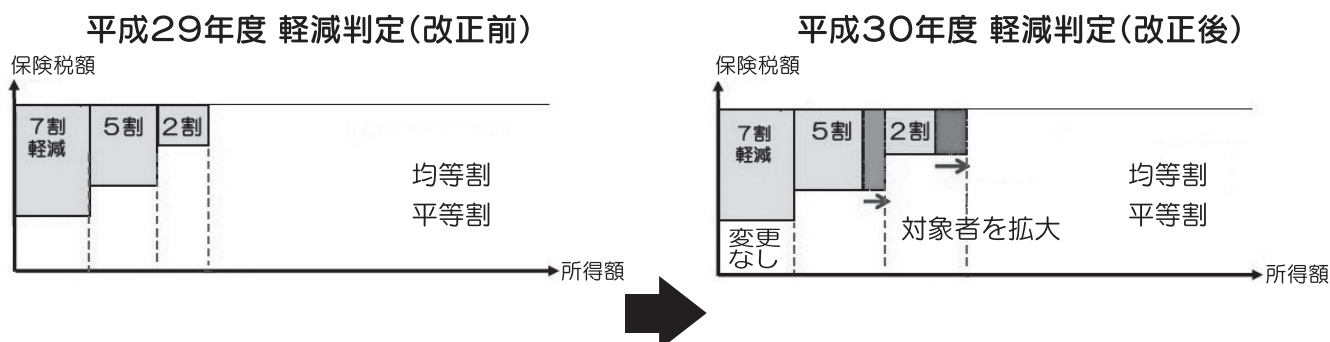 平成29年度 軽減判定（改正前）
保険税額
7割
軽減
5割
2割
均等割
平等割
所得額
平成30年度 軽減判定（改正後）
保険税額
7割
軽減
5割
2割
均等割
平等割
対象者を拡大
変更
なし
所得額